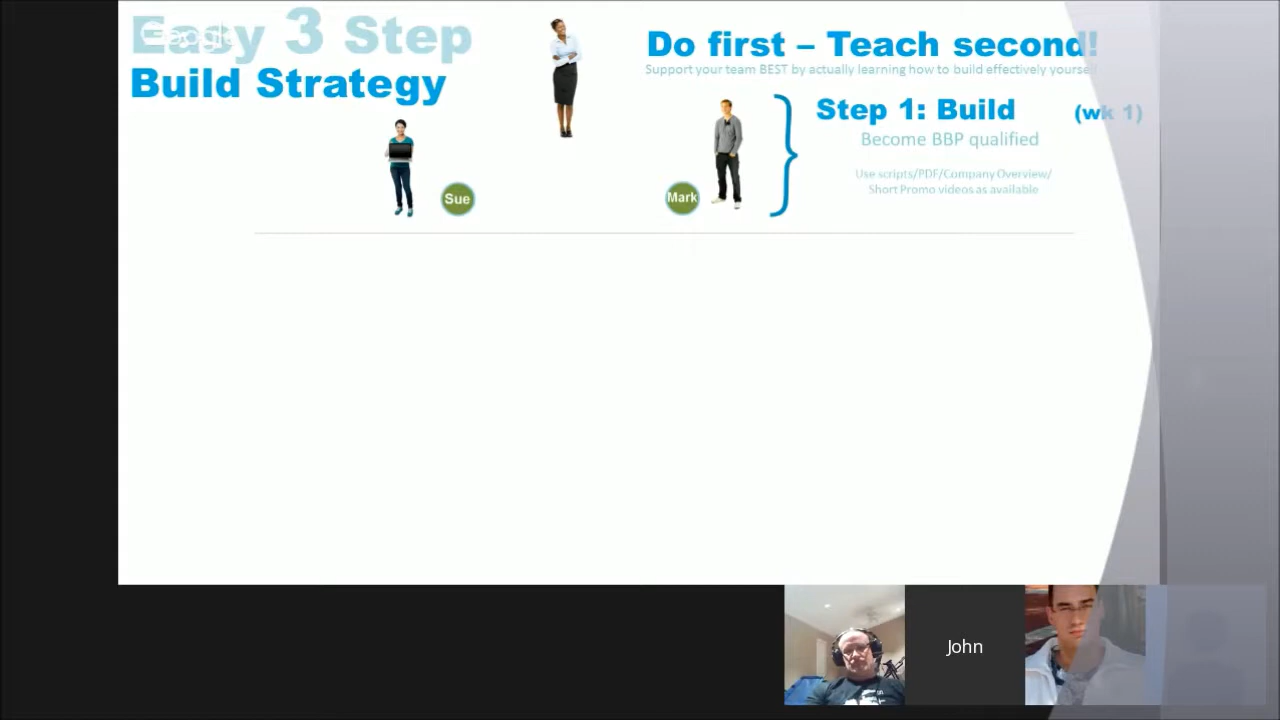 Google
Easy 3 Step
Build Strategy
Do first – Teach second!
Support your team BEST by actually learning how to build effectively yourself
Step 1: Build (wk 1)
Become BBP qualified
Use scripts/PDF/Company Overview/
Short Promo videos as available
Sue
Mark
John